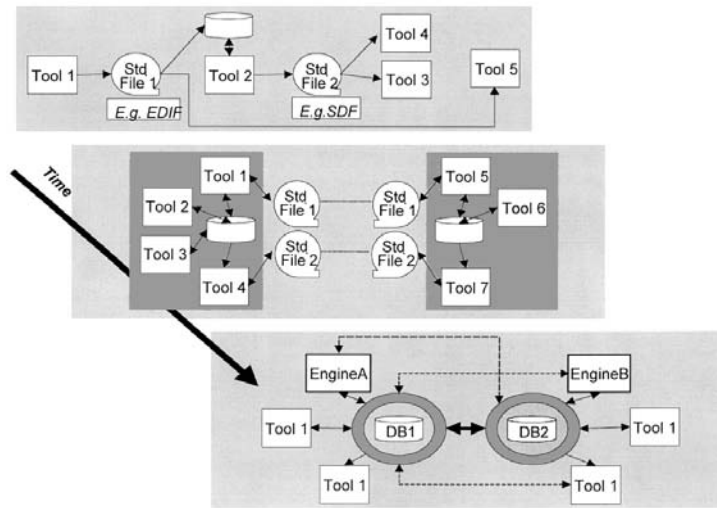 Tool 4
Tool 1
Std
File 1
Tool 2
Std
File 2
Tool 3
Tool 5
E.g. EDIF
E.g.SDF
Time
Tool 1
Std
File 1
Std
File 1
Tool 5
Tool 2
Tool 6
Tool 3
Std
File 2
Std
File 2
Tool 4
Tool 7
EngineA
EngineB
Tool 1
DB1
DB2
Tool 1
Tool 1
Tool 1